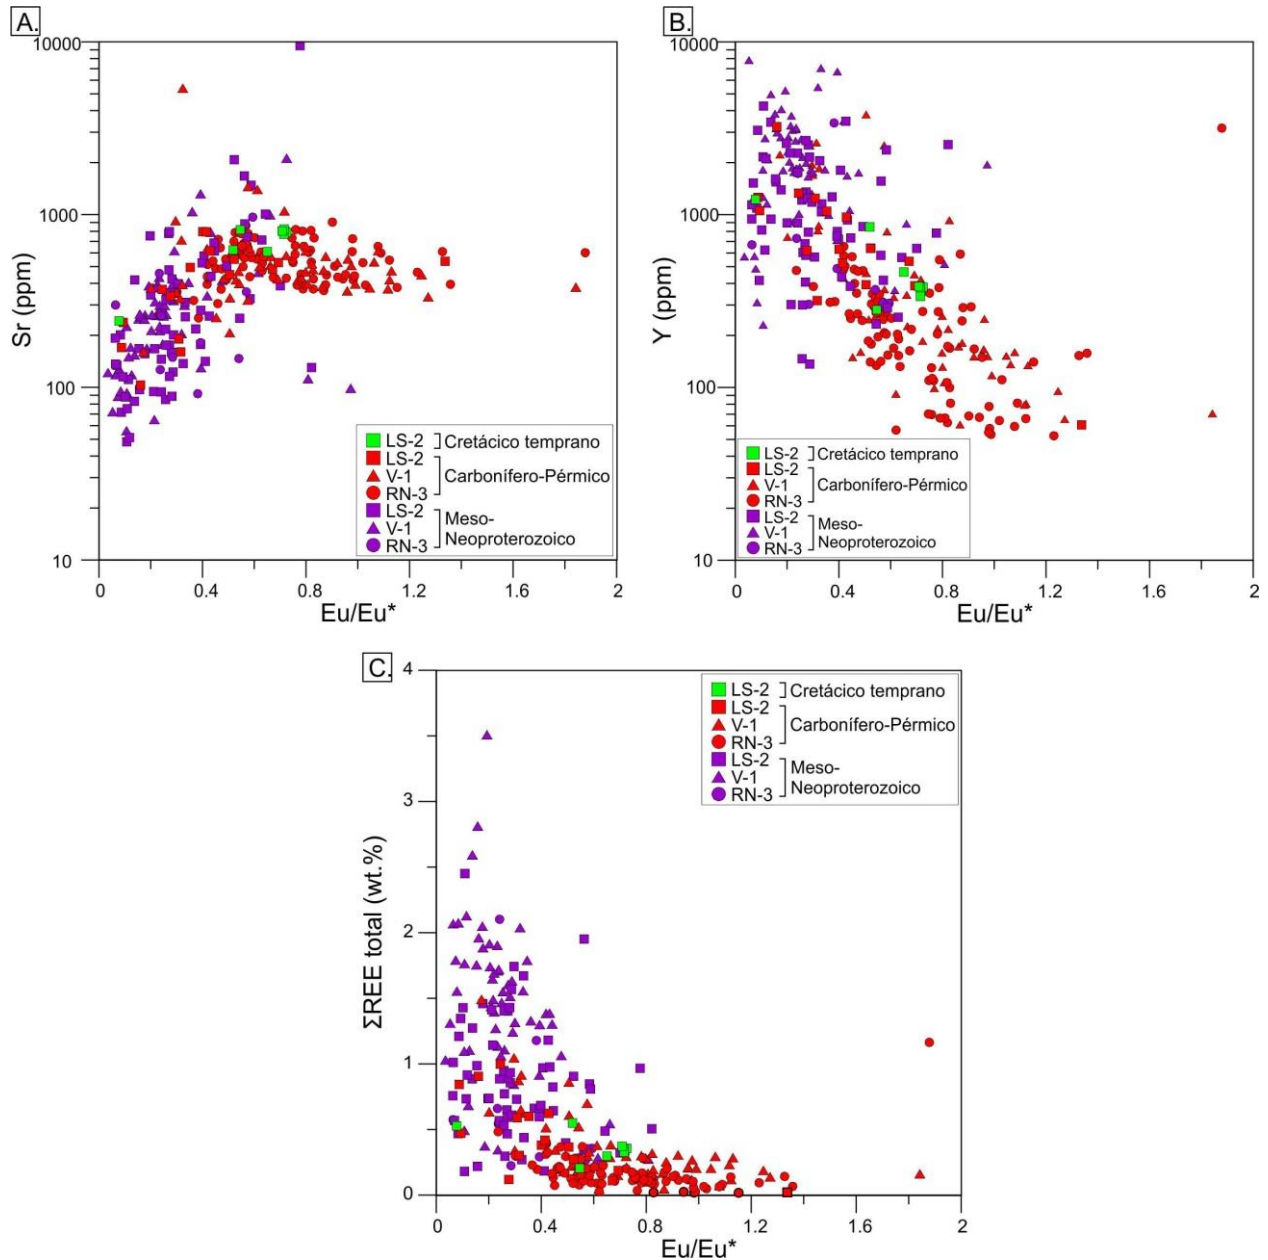 A.
10000
1000
100
10
Sr (ppm)
0
0.4
0.8
1.2
1.6
2
Eu/Eu*
LS-2
Cretácico temprano
LS-2
V-1
RN-3
Carbonífero-Pérmico
LS-2
V-1
RN-3
Meso-
Neoproterozoico
B.
10000
1000
100
10
Y (ppm)
0
0.4
0.8
1.2
1.6
2
Eu/Eu*
LS-2
Cretácico temprano
LS-2
V-1
RN-3
Carbonífero-Pérmico
LS-2
V-1
RN-3
Meso-
Neoproterozoico
C.
4
3
2
1
0
ΣREE total (wt.%)
0
0.4
0.8
1.2
1.6
2
Eu/Eu*
LS-2
Cretácico temprano
LS-2
V-1
RN-3
Carbonífero-Pérmico
LS-2
V-1
RN-3
Meso-
Neoproterozoico